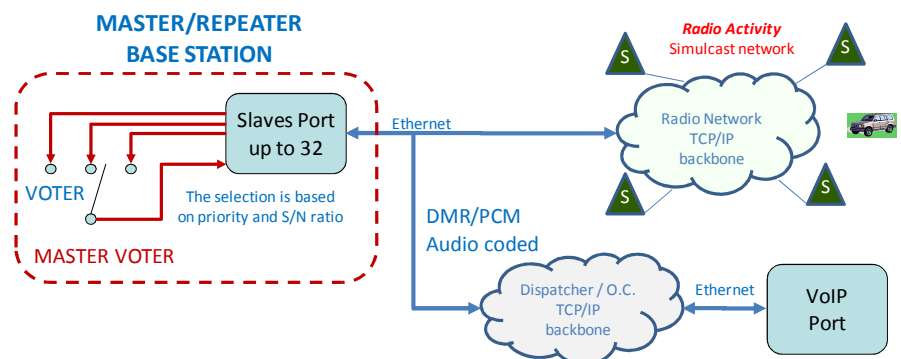 MASTER/REPEATER
BASE STATION
Slaves Port
up to 32
VOTER
The selection is based
on priority and S/N ratio
MASTER VOTER
Ethernet
DMR/PCM
Audio coded
Radio Activity
Simulcast network
S
S
Radio Network
TCP/IP
backbone
S
S
Dispatcher / O.C.
TCP/IP
backbone
Ethernet
VoIP
Port